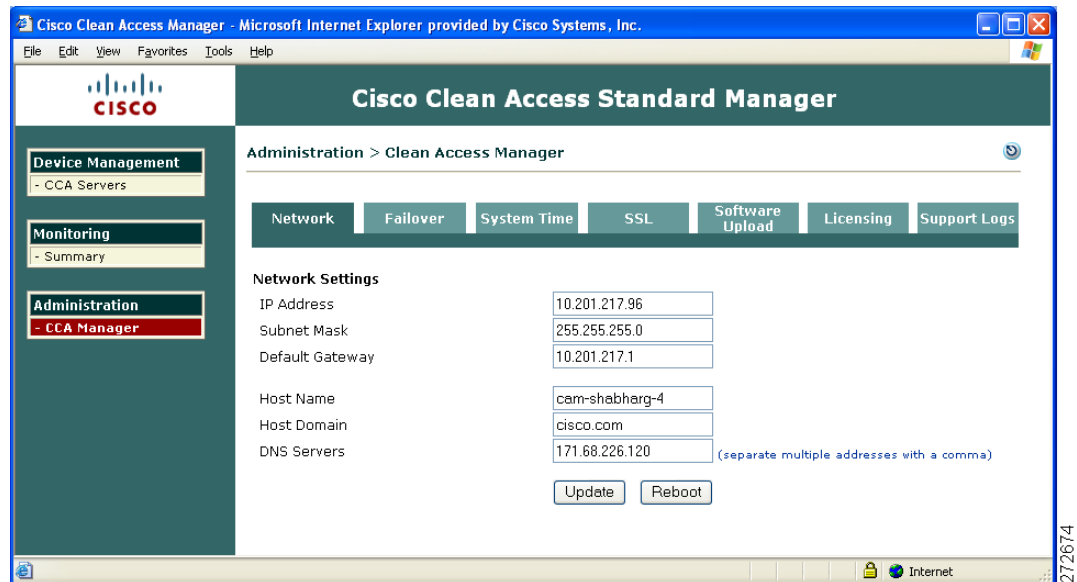 Cisco Clean Access Manager - Microsoft Internet Explorer provided by Cisco Systems, Inc.
File Edit View Favorites Tools Help
CISCO
Cisco Clean Access Standard Manager
Device Management
- CCA Servers
Monitoring
- Summary
Administration
- CCA Manager
Administration > Clean Access Manager
Network Failover System Time SSL Software Upload Licensing Support Logs
Network Settings
IP Address 10.201.217.96
Subnet Mask 255.255.255.0
Default Gateway 10.201.217.1
Host Name cam-shabharg-4
Host Domain cisco.com
DNS Servers 171.68.226.120 (separate multiple addresses with a comma)
Update Reboot
Internet
272674